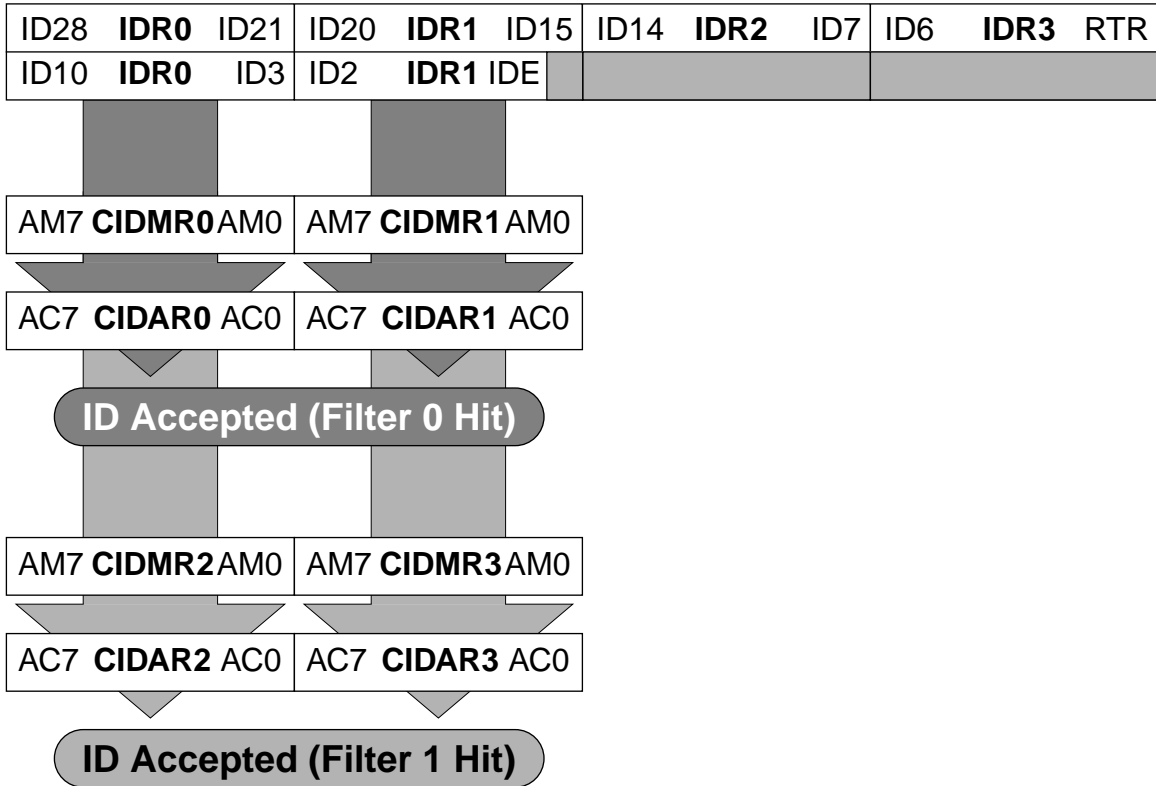 ID28 IDR0 ID21 ID20 IDR1 ID15 ID14 IDR2 ID7 ID6 IDR3 RTR
ID10 IDR0 ID3 ID2 IDR1 IDE
AM7 CIDMR0 AM0 AM7 CIDMR1 AM0
AC7 CIDAR0 AC0 AC7 CIDAR1 AC0
ID Accepted (Filter 0 Hit)
AM7 CIDMR2 AM0 AM7 CIDMR3 AM0
AC7 CIDAR2 AC0 AC7 CIDAR3 AC0
ID Accepted (Filter 1 Hit)